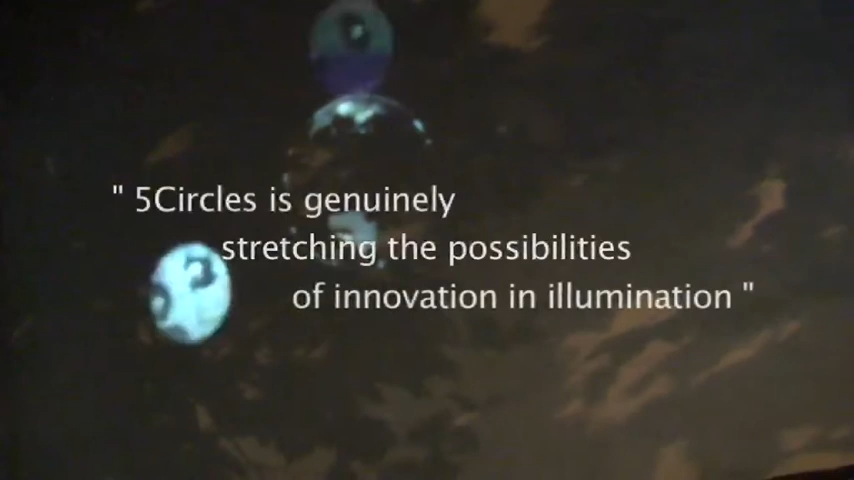 " 5Circles is genuinely
stretching the possibilities
of innovation in illumination "